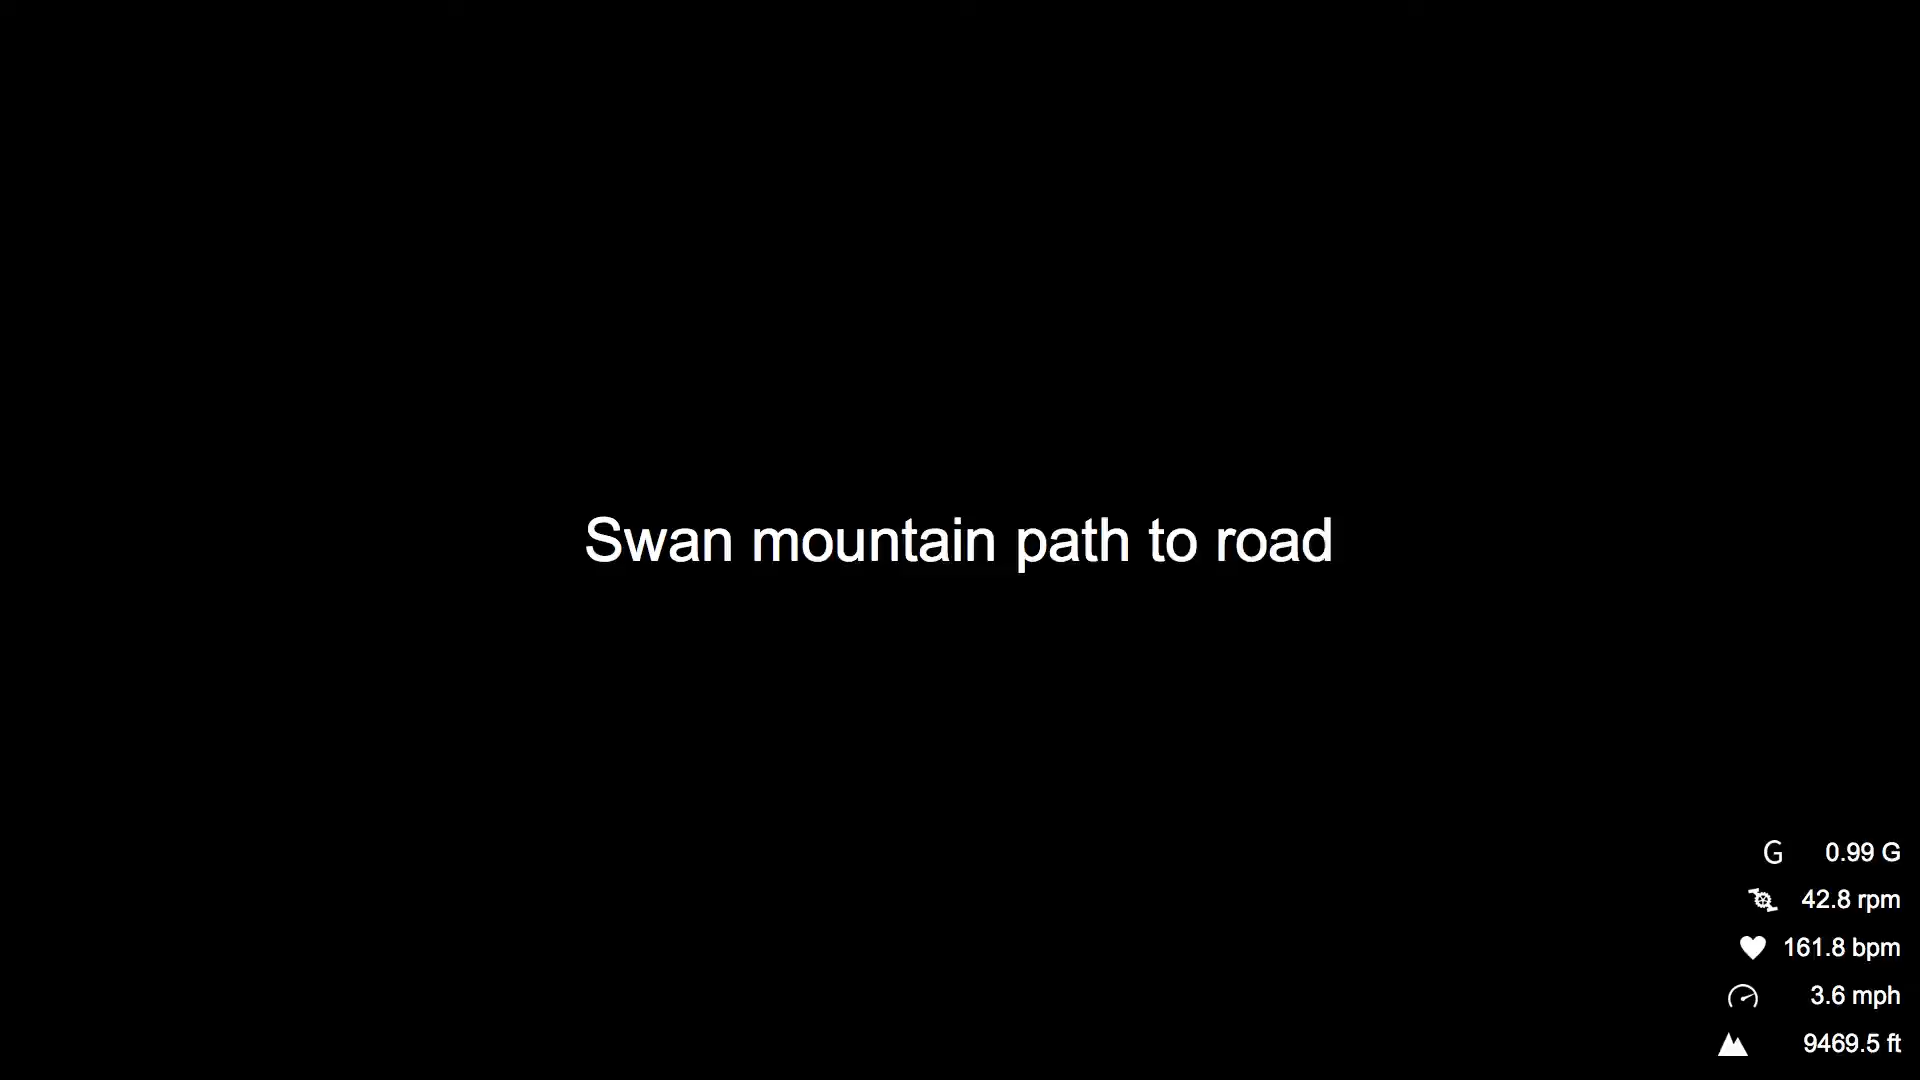 Swan mountain path to road
G 0.99 G
42.8 rpm
161.8 bpm
3.6 mph
9469.5 ft